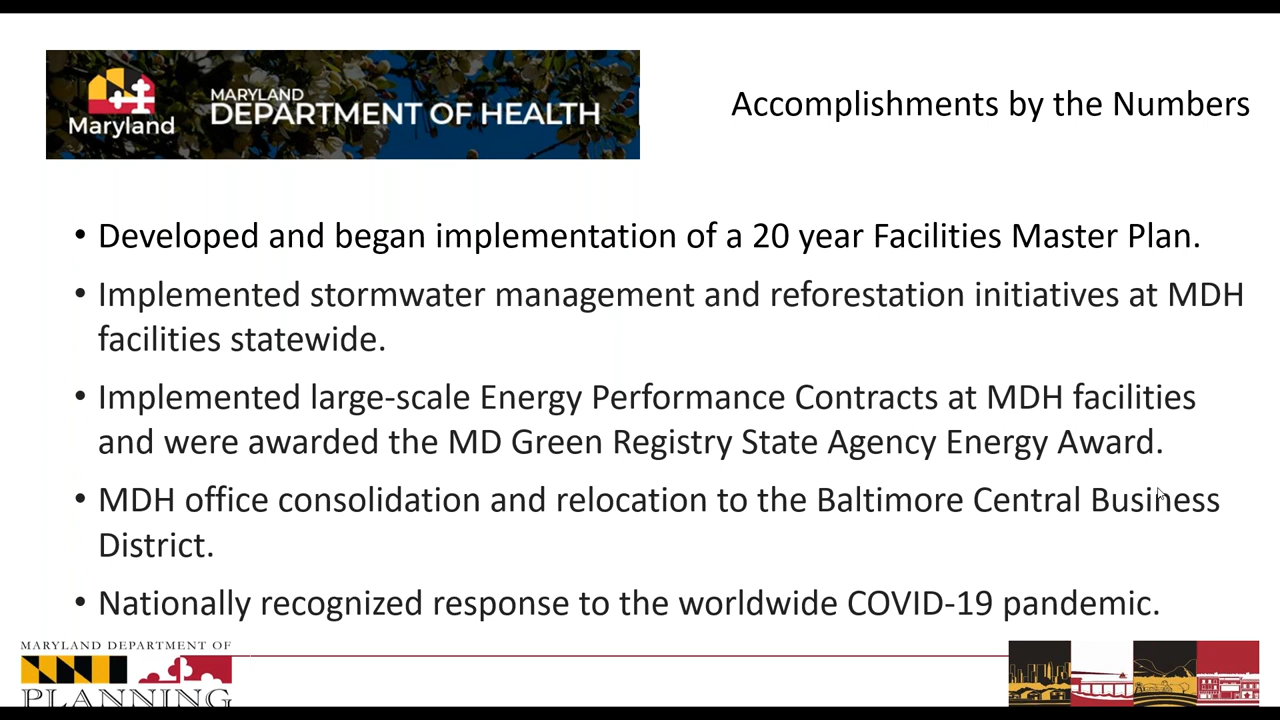 Maryland
MARYLAND
DEPARTMENT OF HEALTH
Accomplishments by the Numbers
• Developed and began implementation of a 20 year Facilities Master Plan.
• Implemented stormwater management and reforestation initiatives at MDH
facilities statewide.
• Implemented large-scale Energy Performance Contracts at MDH facilities
and were awarded the MD Green Registry State Agency Energy Award.
• MDH office consolidation and relocation to the Baltimore Central Business
District.
• Nationally recognized response to the worldwide COVID-19 pandemic.
MARYLAND DEPARTMENT OF
PLANNING